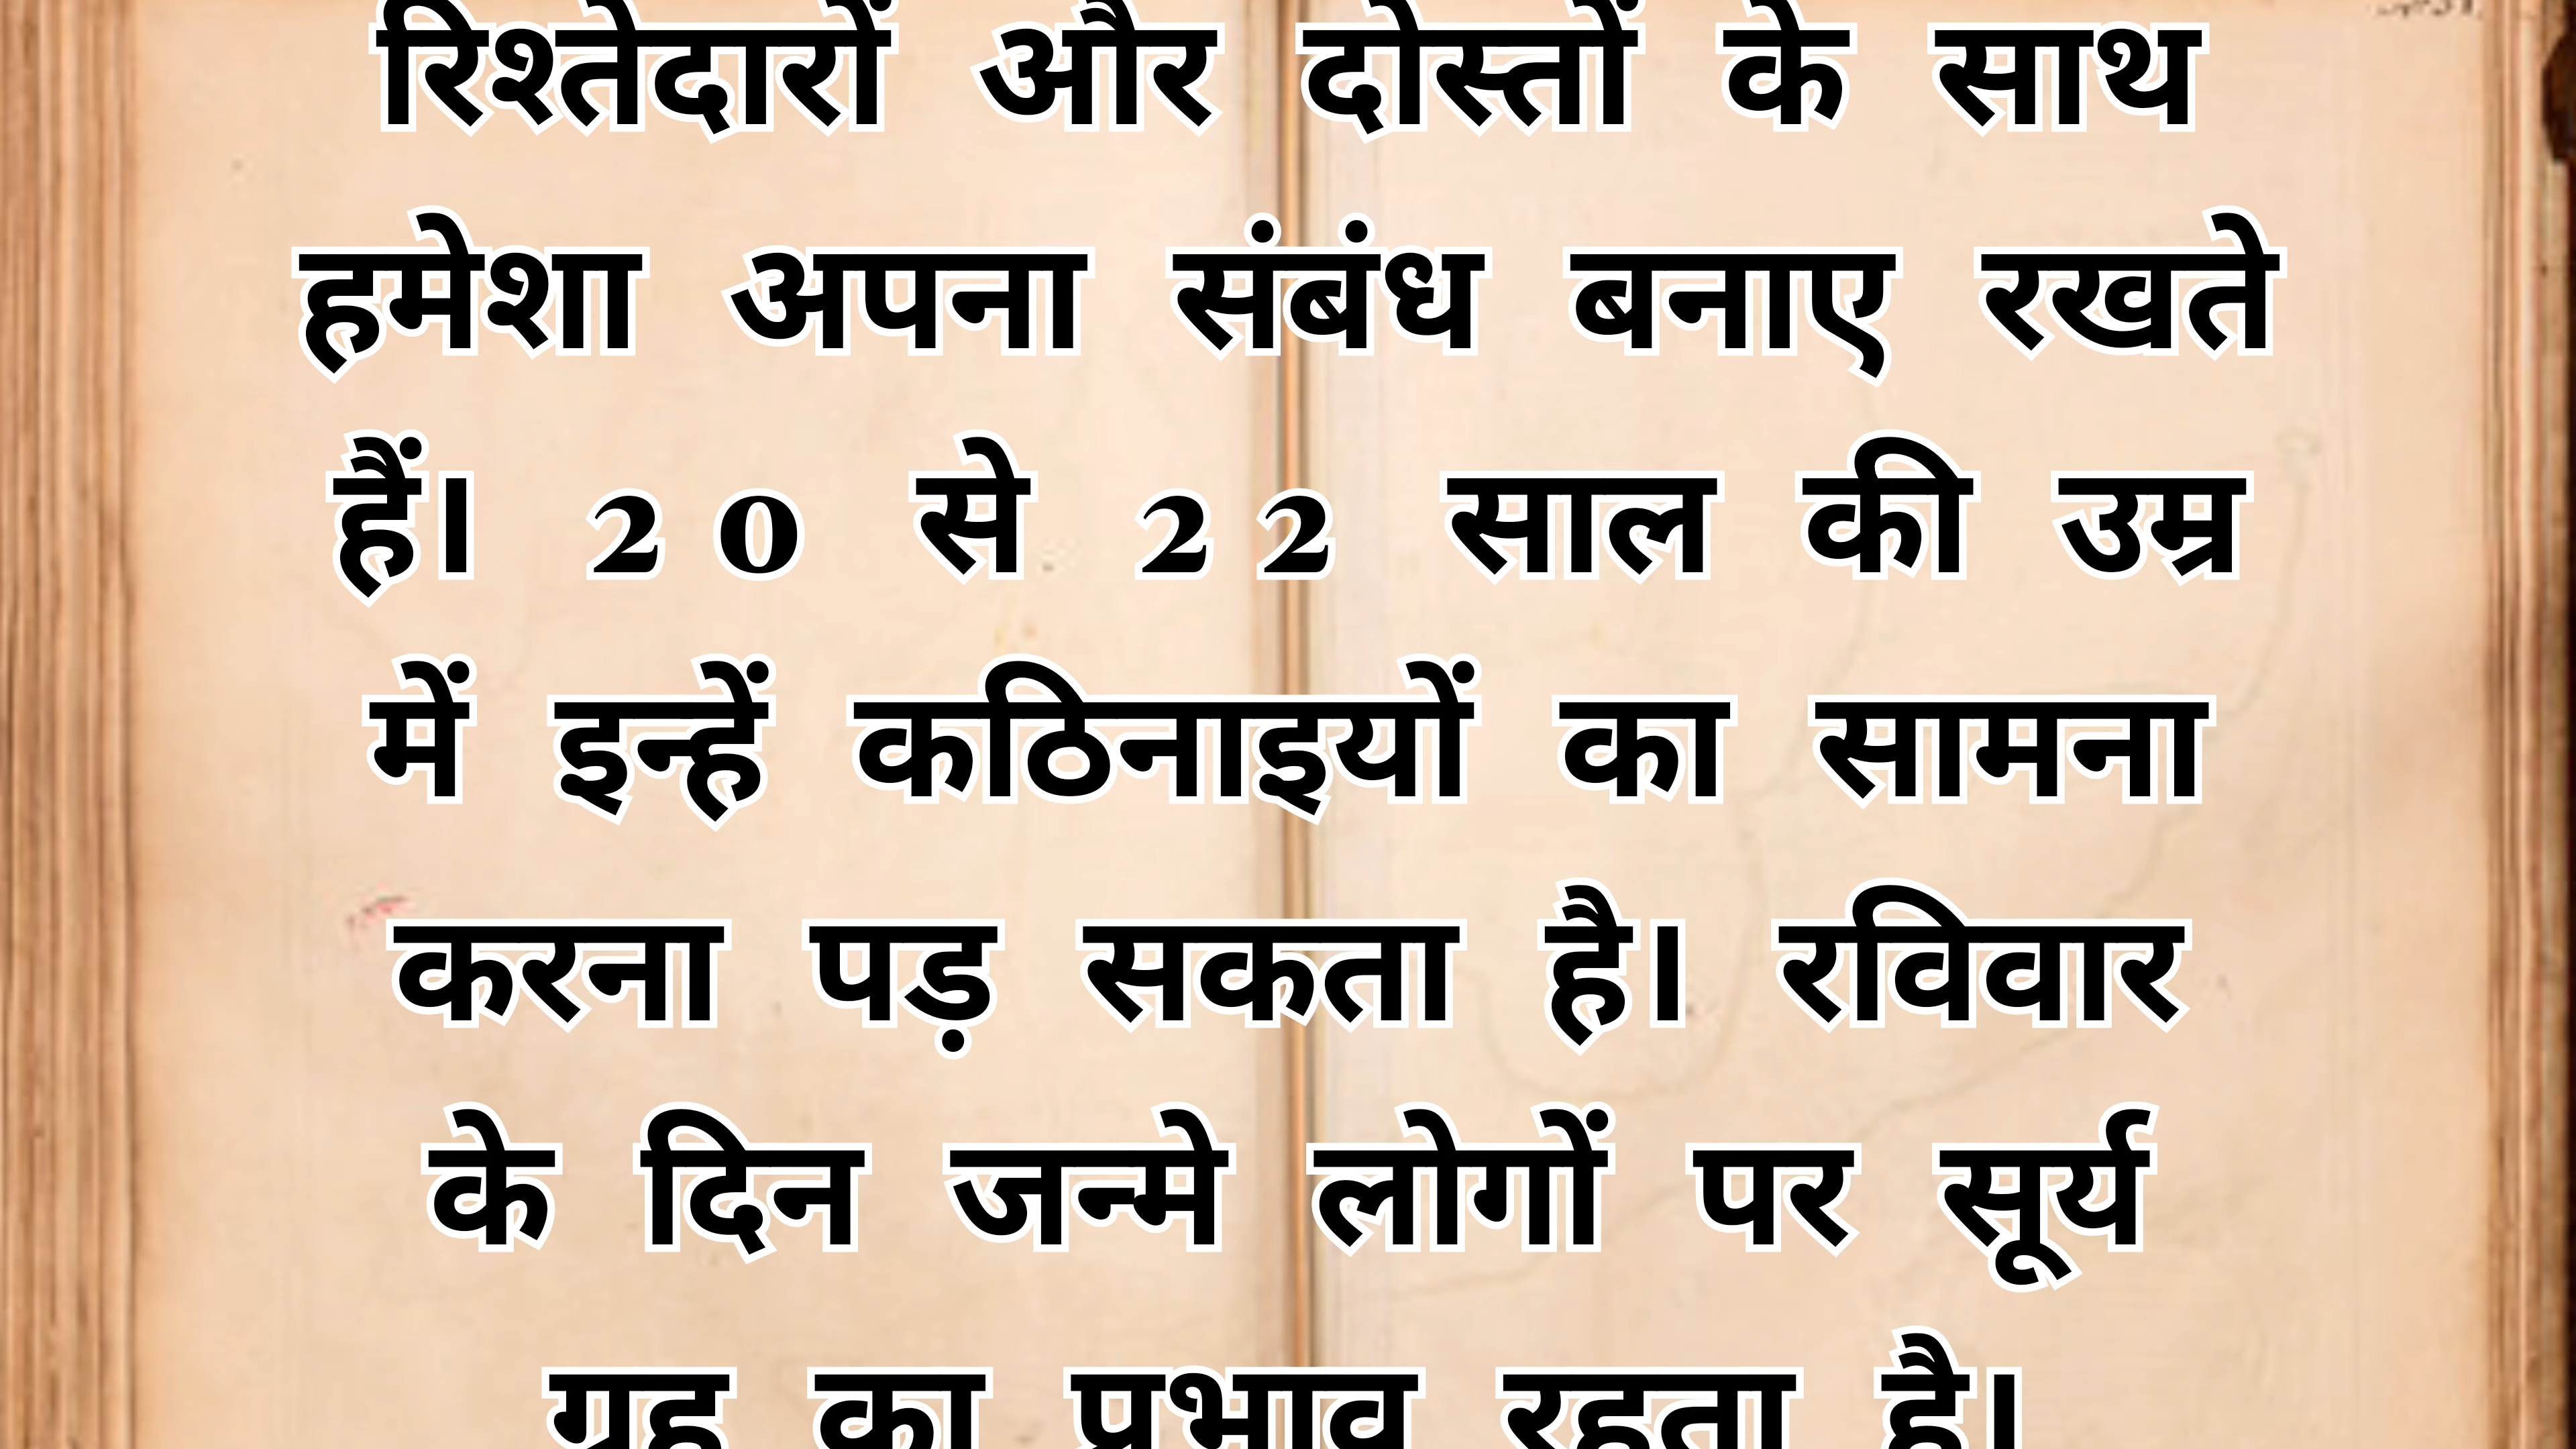 रिश्तेदारों और दोस्तों के साथ
हमेशा अपना संबंध बनाए रखते
हैं। 20 से 22 साल की उम्र
में इन्हें कठिनाइयों का सामना
करना पड़ सकता है। रविवार
के दिन जन्मे लोगों पर सूर्य
ग्रह का प्रभाव रहता है।